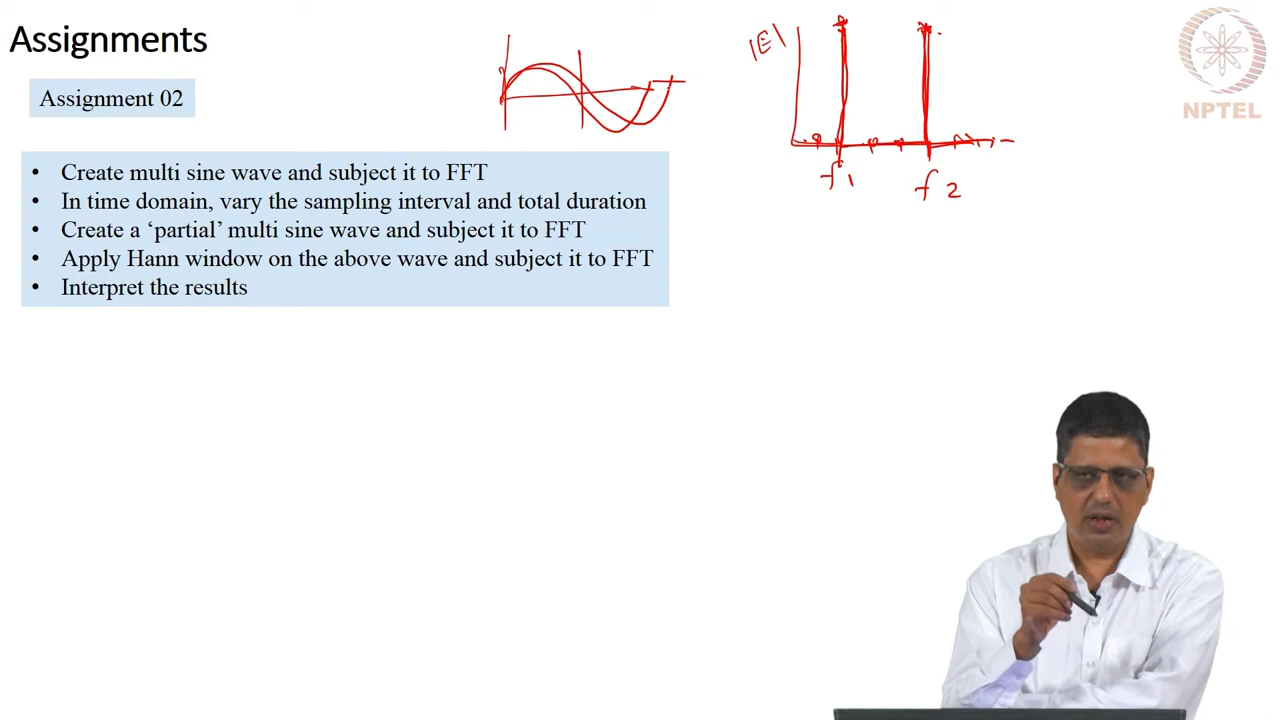 Assignments
Assignment 02
|E|
f1
f2
NPTEL
• Create multi sine wave and subject it to FFT
• In time domain, vary the sampling interval and total duration
• Create a ‘partial’ multi sine wave and subject it to FFT
• Apply Hann window on the above wave and subject it to FFT
• Interpret the results